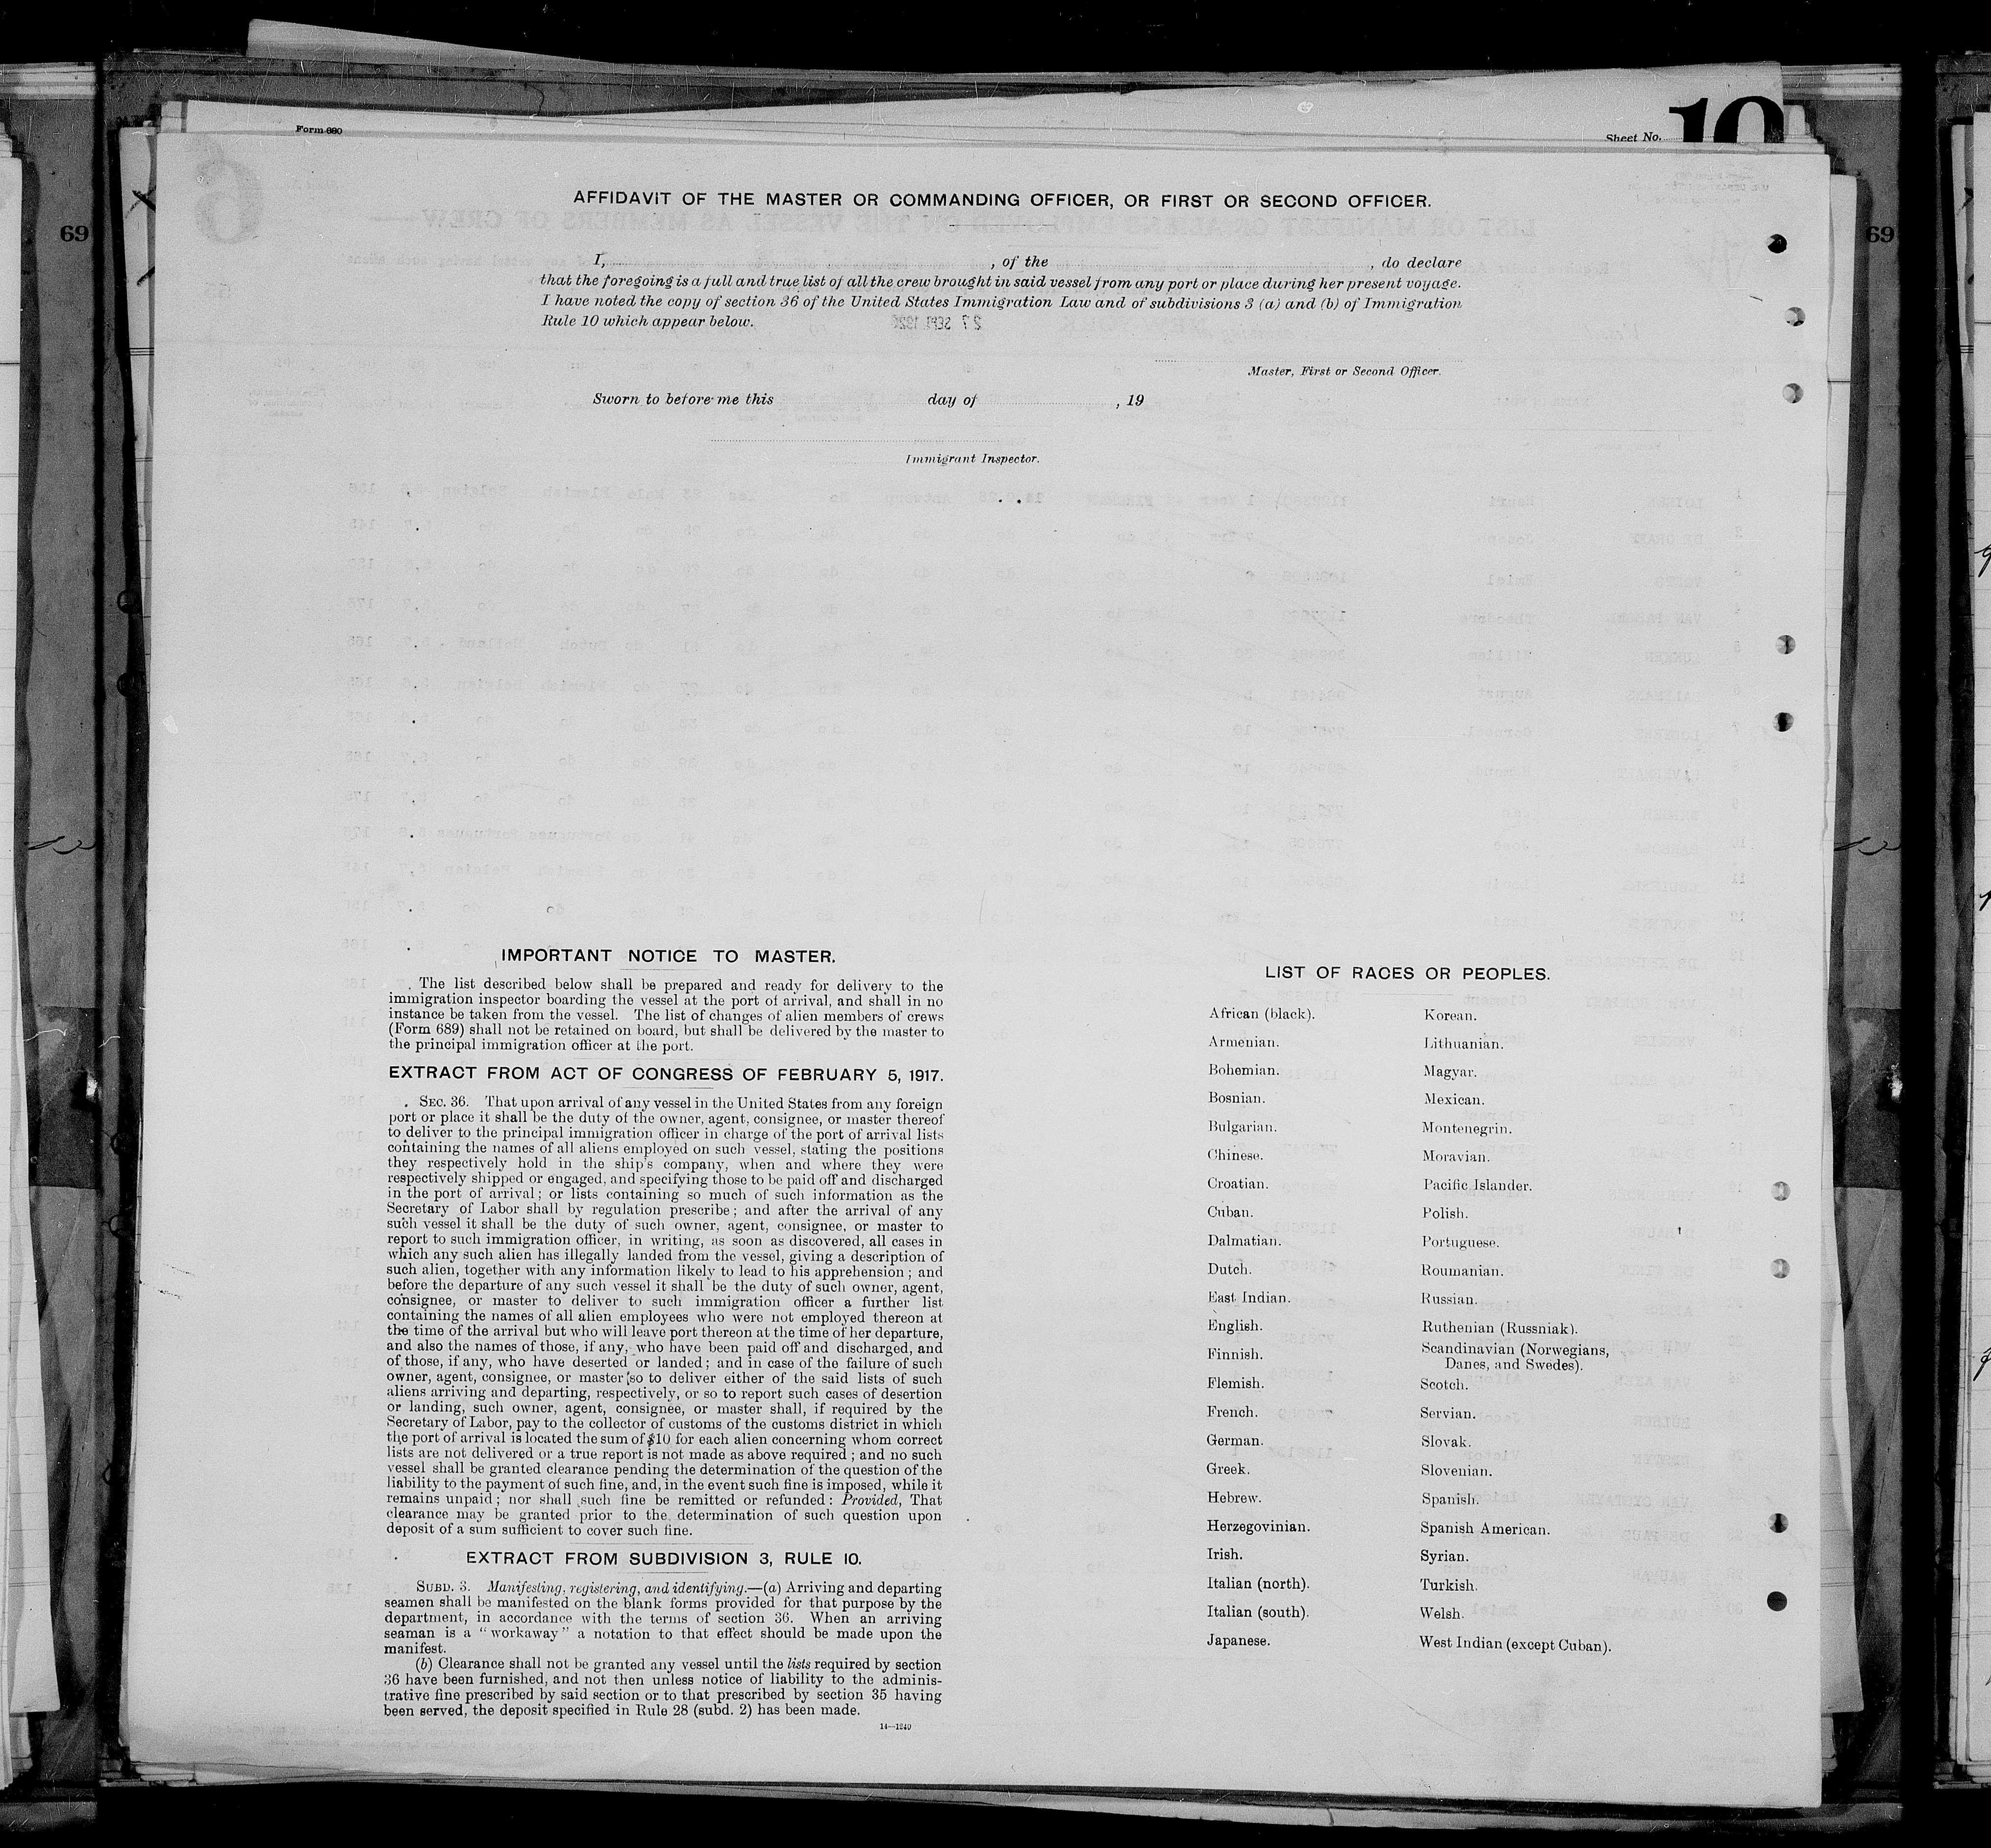 Form 680
Sheet No. 10
69
69
AFFIDAVIT OF THE MASTER OR COMMANDING OFFICER, OR FIRST OR SECOND OFFICER.
I, , of the , do declare
that the foregoing is a full and true list of all the crew brought in said vessel from any port or place during her present voyage.
I have noted the copy of section 36 of the United States Immigration Law and of subdivisions 3 (a) and (b) of Immigration
Rule 10 which appear below.
Master, First or Second Officer.
Sworn to before me this day of , 19
Immigrant Inspector.
IMPORTANT NOTICE TO MASTER.
The list described below shall be prepared and ready for delivery to the
immigration inspector boarding the vessel at the port of arrival, and shall in no
instance be taken from the vessel. The list of changes of alien members of crews
(Form 689) shall not be retained on board, but shall be delivered by the master to
the principal immigration officer at the port.
EXTRACT FROM ACT OF CONGRESS OF FEBRUARY 5, 1917.
SEC. 36. That upon arrival of any vessel in the United States from any foreign
port or place it shall be the duty of the owner, agent, consignee, or master thereof
to deliver to the principal immigration officer in charge of the port of arrival lists
containing the names of all aliens employed on such vessel, stating the positions
they respectively hold in the ship's company, when and where they were
respectively shipped or engaged, and specifying those to be paid off and discharged
in the port of arrival; or lists containing so much of such information as the
Secretary of Labor shall by regulation prescribe; and after the arrival of any
such vessel it shall be the duty of such owner, agent, consignee, or master to
report to such immigration officer, in writing, as soon as discovered, all cases in
which any such alien has illegally landed from the vessel, giving a description of
such alien, together with any information likely to lead to his apprehension; and
before the departure of any such vessel it shall be the duty of such owner, agent,
consignee, or master to deliver to such immigration officer a further list
containing the names of all alien employees who were not employed thereon at
the time of the arrival but who will leave port thereon at the time of her departure,
and also the names of those, if any, who have been paid off and discharged, and
of those, if any, who have deserted or landed; and in case of the failure of such
owner, agent, consignee, or master so to deliver either of the said lists of such
aliens arriving and departing, respectively, or so to report such cases of desertion
or landing, such owner, agent, consignee, or master shall, if required by the
Secretary of Labor, pay to the collector of customs of the customs district in which
the port of arrival is located the sum of $10 for each alien concerning whom correct
lists are not delivered or a true report is not made as above required; and no such
vessel shall be granted clearance pending the determination of the question of the
liability to the payment of such fine, and, in the event such fine is imposed, while it
remains unpaid; nor shall such fine be remitted or refunded: Provided, That
clearance may be granted prior to the determination of such question upon
deposit of a sum sufficient to cover such fine.
EXTRACT FROM SUBDIVISION 3, RULE 10.
SUBD. 3. Manifesting, registering, and identifying.—(a) Arriving and departing
seamen shall be manifested on the blank forms provided for that purpose by the
department, in accordance with the terms of section 36. When an arriving
seaman is a "workaway" a notation to that effect should be made upon the
manifest.
(b) Clearance shall not be granted any vessel until the lists required by section
36 have been furnished, and not then unless notice of liability to the adminis-
trative fine prescribed by said section or to that prescribed by section 35 having
been served, the deposit specified in Rule 28 (subd. 2) has been made.
14—1240
LIST OF RACES OR PEOPLES.
African (black).
Armenian.
Bohemian.
Bosnian.
Bulgarian.
Chinese.
Croatian.
Cuban.
Dalmatian.
Dutch.
East Indian.
English.
Finnish.
Flemish.
French.
German.
Greek.
Hebrew.
Herzegovinian.
Irish.
Italian (north).
Italian (south).
Japanese.
Korean.
Lithuanian.
Magyar.
Mexican.
Montenegrin.
Moravian.
Pacific Islander.
Polish.
Portuguese.
Roumanian.
Russian.
Ruthenian (Russniak).
Scandinavian (Norwegians,
Danes, and Swedes).
Scotch.
Servian.
Slovak.
Slovenian.
Spanish.
Spanish American.
Syrian.
Turkish.
Welsh.
West Indian (except Cuban).